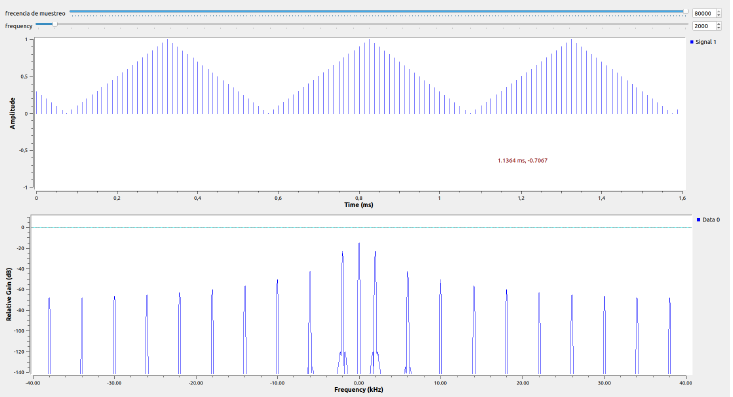 frecencia de muestreo 80000
frequency 2000
1
0,5
0
-0,5
-1
Amplitude
Signal 1
1.1364 ms, -0.7067
0 0,2 0,4 0,6 0,8 1 1,2 1,4 1,6
Time (ms)
0
-20
-40
-60
-80
-100
-120
-140
Relative Gain (dB)
Data 0
-40.00 -30.00 -20.00 -10.00 0.00 10.00 20.00 30.00 40.00
Frequency (kHz)